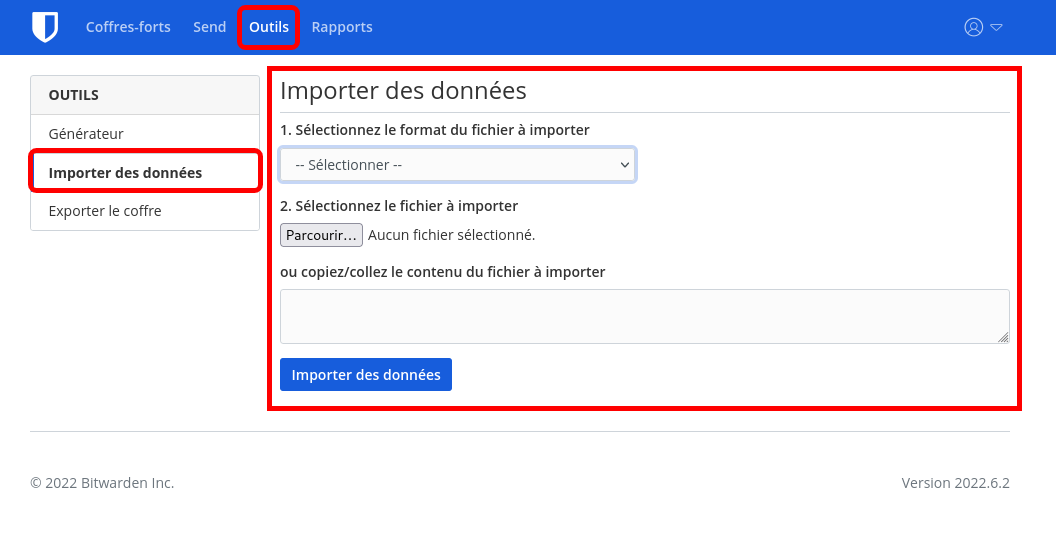 Coffres-forts Send Outils Rapports
OUTILS
Générateur
Importer des données
Exporter le coffre
Importer des données
1. Sélectionnez le format du fichier à importer
-- Sélectionner --
2. Sélectionnez le fichier à importer
Parcourir... Aucun fichier sélectionné.
ou copiez/collez le contenu du fichier à importer
Importer des données
© 2022 Bitwarden Inc. Version 2022.6.2